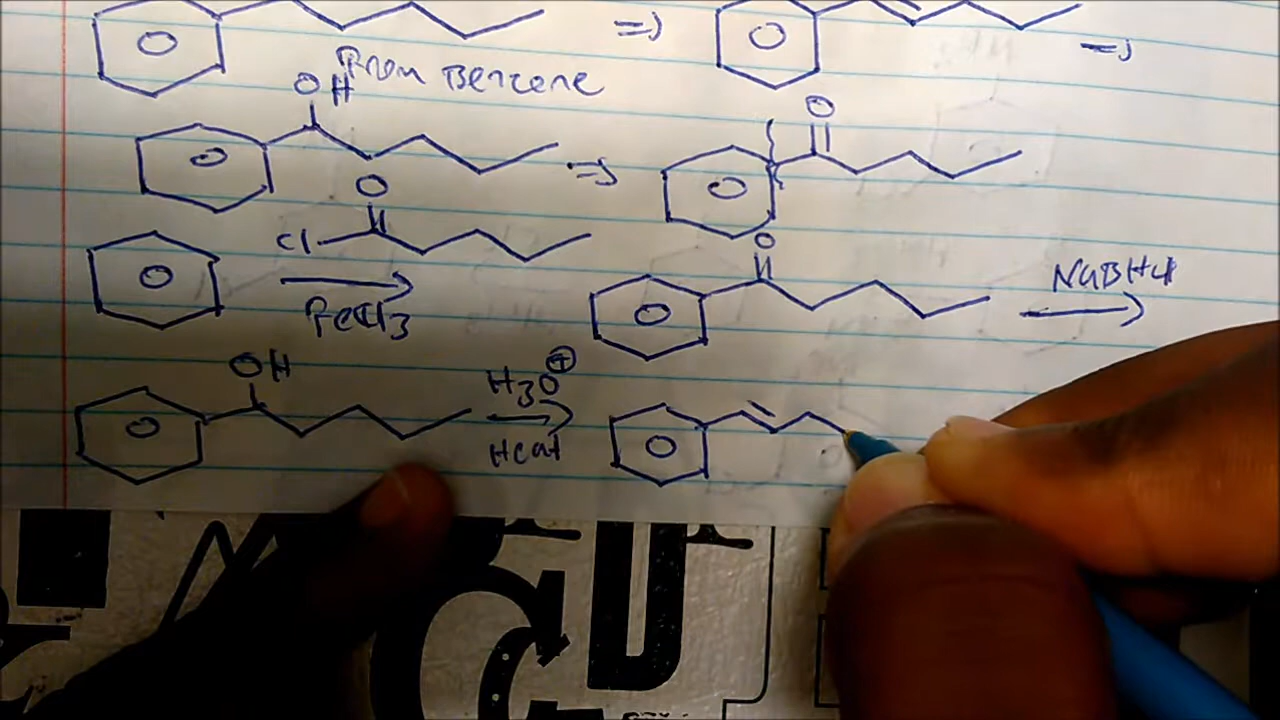 =>
=>
From Benzene
OH
O
=>
O
Cl
FeCl3
O
NaBH4
OH
H3O⊕
Heat